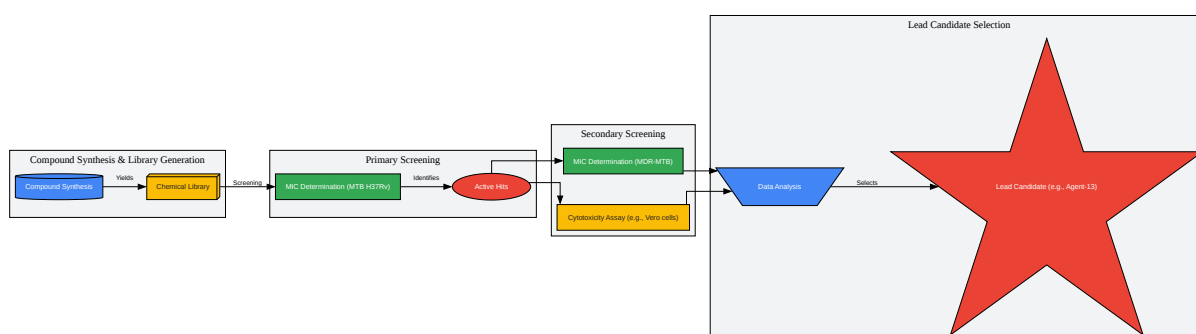 Lead Candidate Selection
Secondary Screening
Compound Synthesis & Library Generation
Primary Screening
Compound Synthesis
Yields
Chemical Library
Screening
MIC Determination (MTB H37Rv)
Identifies
Active Hits
MIC Determination (MDR-MTB)
Cytotoxicity Assay (e.g., Vero cells)
Data Analysis
Selects
Lead Candidate (e.g., Agent-13)